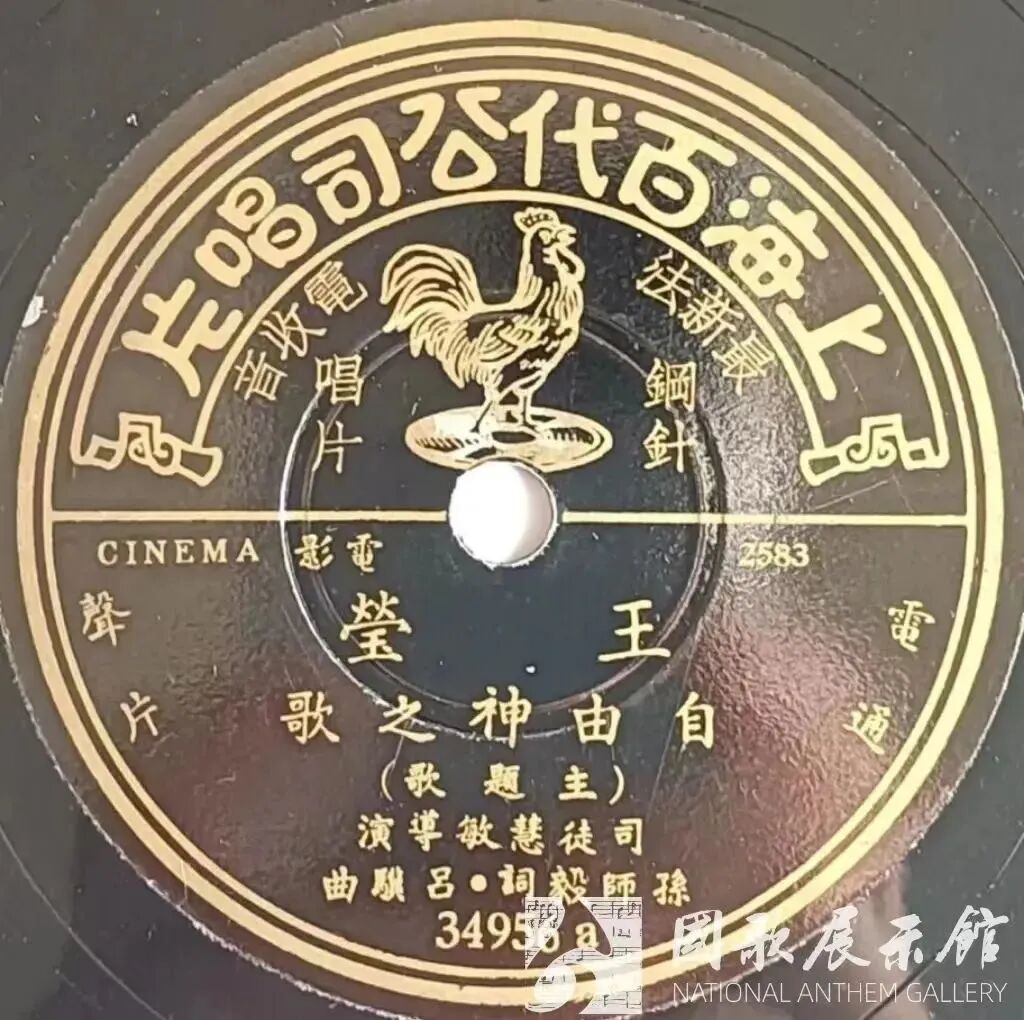 上海百代公司唱片
最新法電收音
鋼針唱片
電影 CINEMA
2583
王瑩
電通聲片
自由神之歌
(主題歌)
司徒慧敏導演
孫師毅詞•呂驥曲
34956 a
國歌展示館
NATIONAL ANTHEM GALLERY